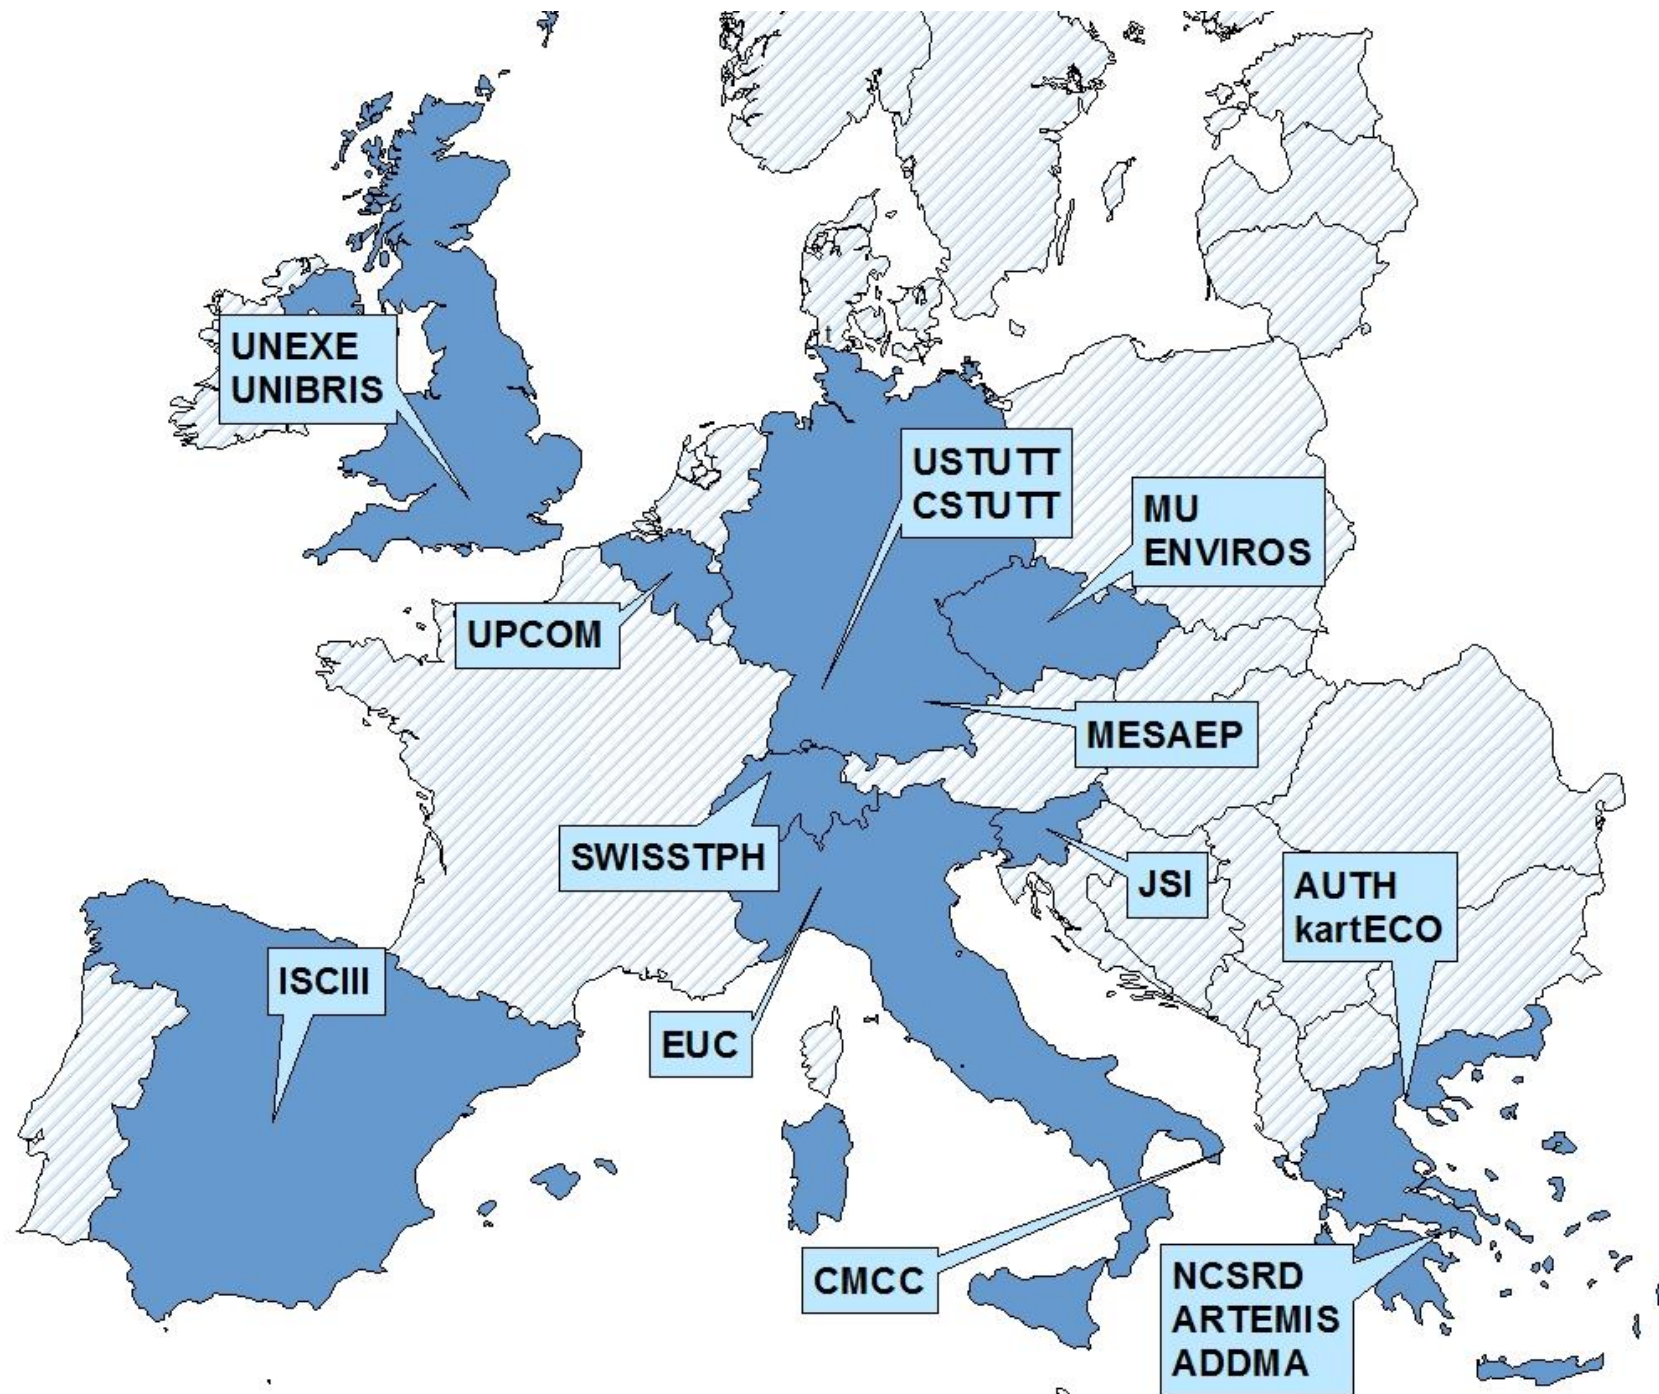 UNEXE
UNIBRIS
t
USTUTT
CSTUTT
MU
ENVIROS
UPCOM
MESAEP
SWISSTPH
JSI
AUTH
kartECO
ISCIII
EUC
CMCC
NCSRD
ARTEMIS
ADDMA